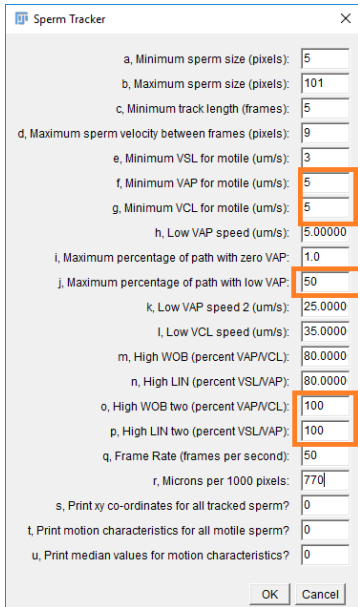 Sperm Tracker
a, Minimum sperm size (pixels): 5
b, Maximum sperm size (pixels): 101
c, Minimum track length (frames): 5
d, Maximum sperm velocity between frames (pixels): 9
e, Minimum VSL for motile (um/s): 3
f, Minimum VAP for motile (um/s): 5
g, Minimum VCL for motile (um/s): 5
h, Low VAP speed (um/s): 5.00000
i, Maximum percentage of path with zero VAP: 1.0
j, Maximum percentage of path with low VAP: 50
k, Low VAP speed 2 (um/s): 25.0000
l, Low VCL speed (um/s): 35.0000
m, High WOB (percent VAP/VCL): 80.0000
n, High LIN (percent VSL/VAP): 80.0000
o, High WOB two (percent VAP/VCL): 100
p, High LIN two (percent VSL/VAP): 100
q, Frame Rate (frames per second): 50
r, Microns per 1000 pixels: 770
s, Print xy co-ordinates for all tracked sperm? 0
t, Print motion characteristics for all motile sperm? 0
u, Print median values for motion characteristics? 0
OK Cancel